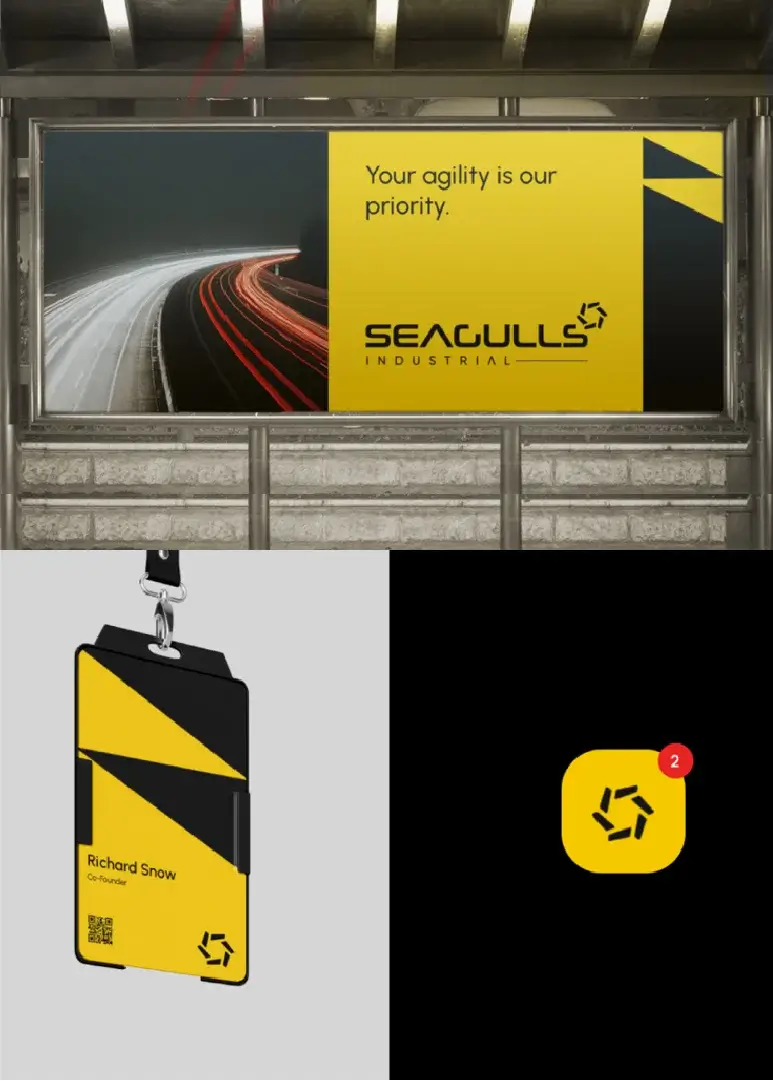 Your agility is our
priority.
SEAGULLS
INDUSTRIAL
Richard Snow
Co-Founder
2